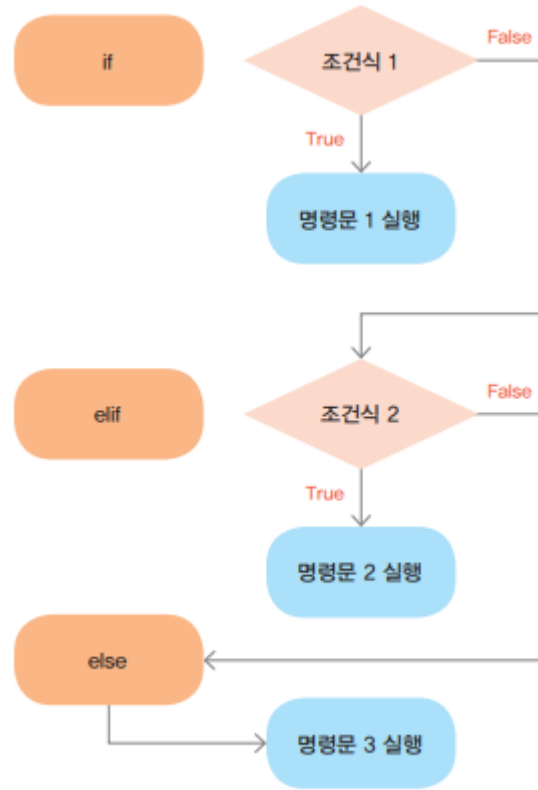 if
조건식 1
False
True
명령문 1 실행
elif
조건식 2
False
True
명령문 2 실행
else
명령문 3 실행